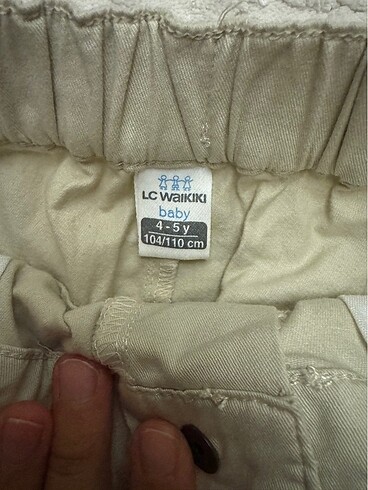 LC WAIKIKI
baby
4 - 5 y
104/110 cm